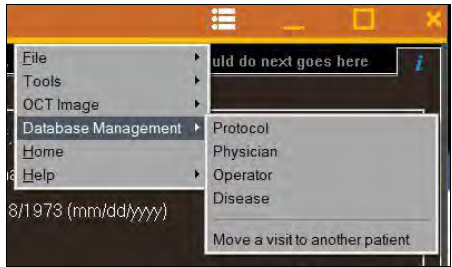 uld do next goes here
i
File
Tools
OCT Image
Database Management
Home
Help
Protocol
Physician
Operator
Disease
Move a visit to another patient
8/1973 (mm/dd/yyyy)